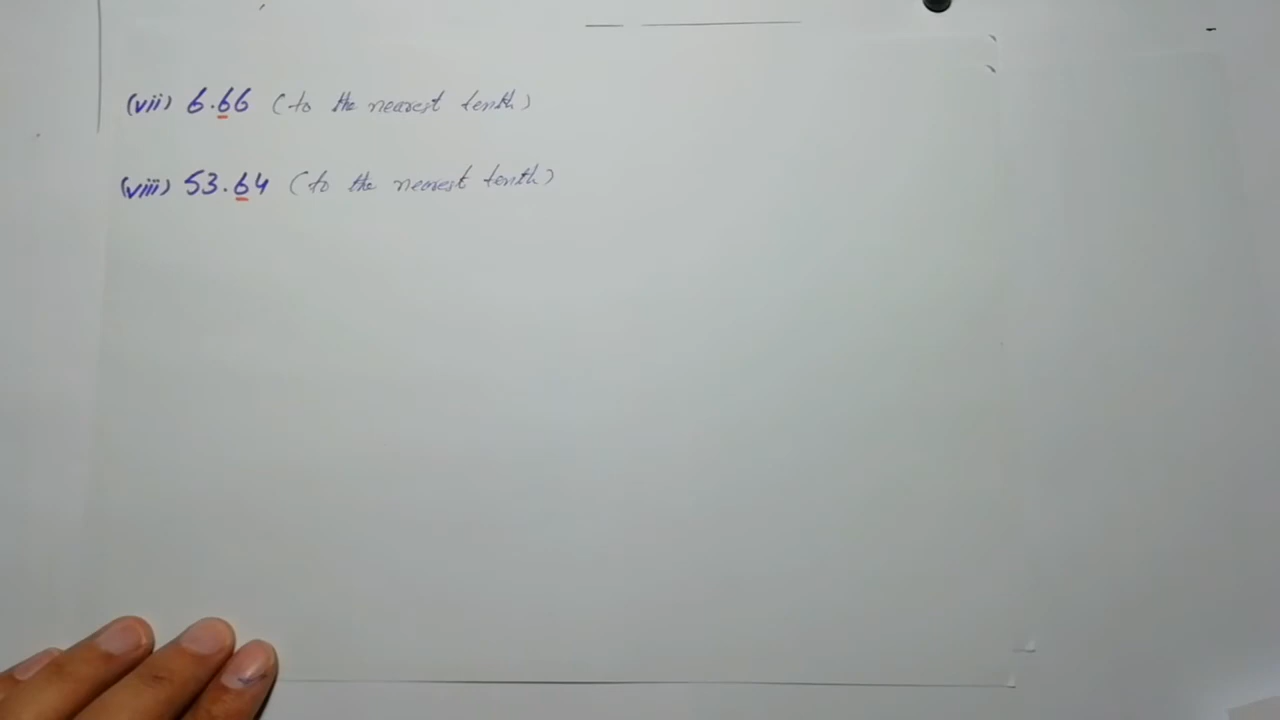 (vii) 6.66 (to the nearest tenth)
(viii) 53.64 (to the nearest tenth)